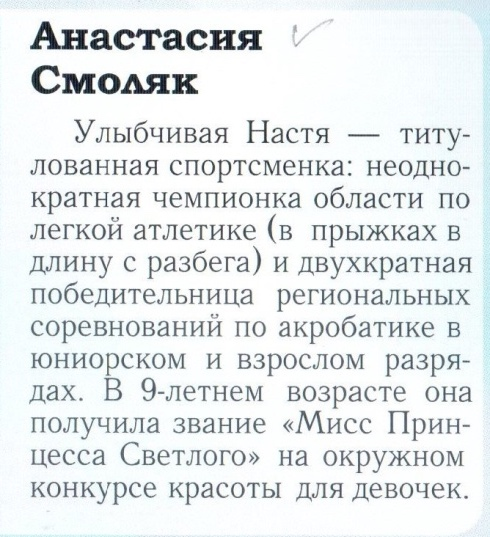 Анастасия
Смоляк
Улыбчивая Настя — титу-
лованная спортсменка: неодно-
кратная чемпионка области по
легкой атлетике (в прыжках в
длину с разбега) и двухкратная
победительница региональных
соревнований по акробатике в
юниорском и взрослом разря-
дах. В 9-летнем возрасте она
получила звание «Мисс Прин-
цесса Светлого» на окружном
конкурсе красоты для девочек.